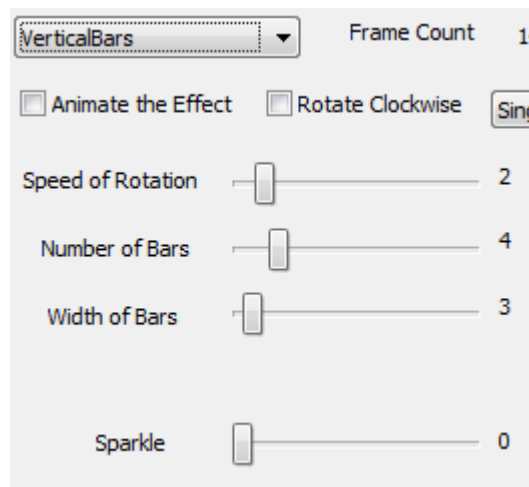 VerticalBars Frame Count
Animate the Effect Rotate Clockwise
Speed of Rotation 2
Number of Bars 4
Width of Bars 3
Sparkle 0